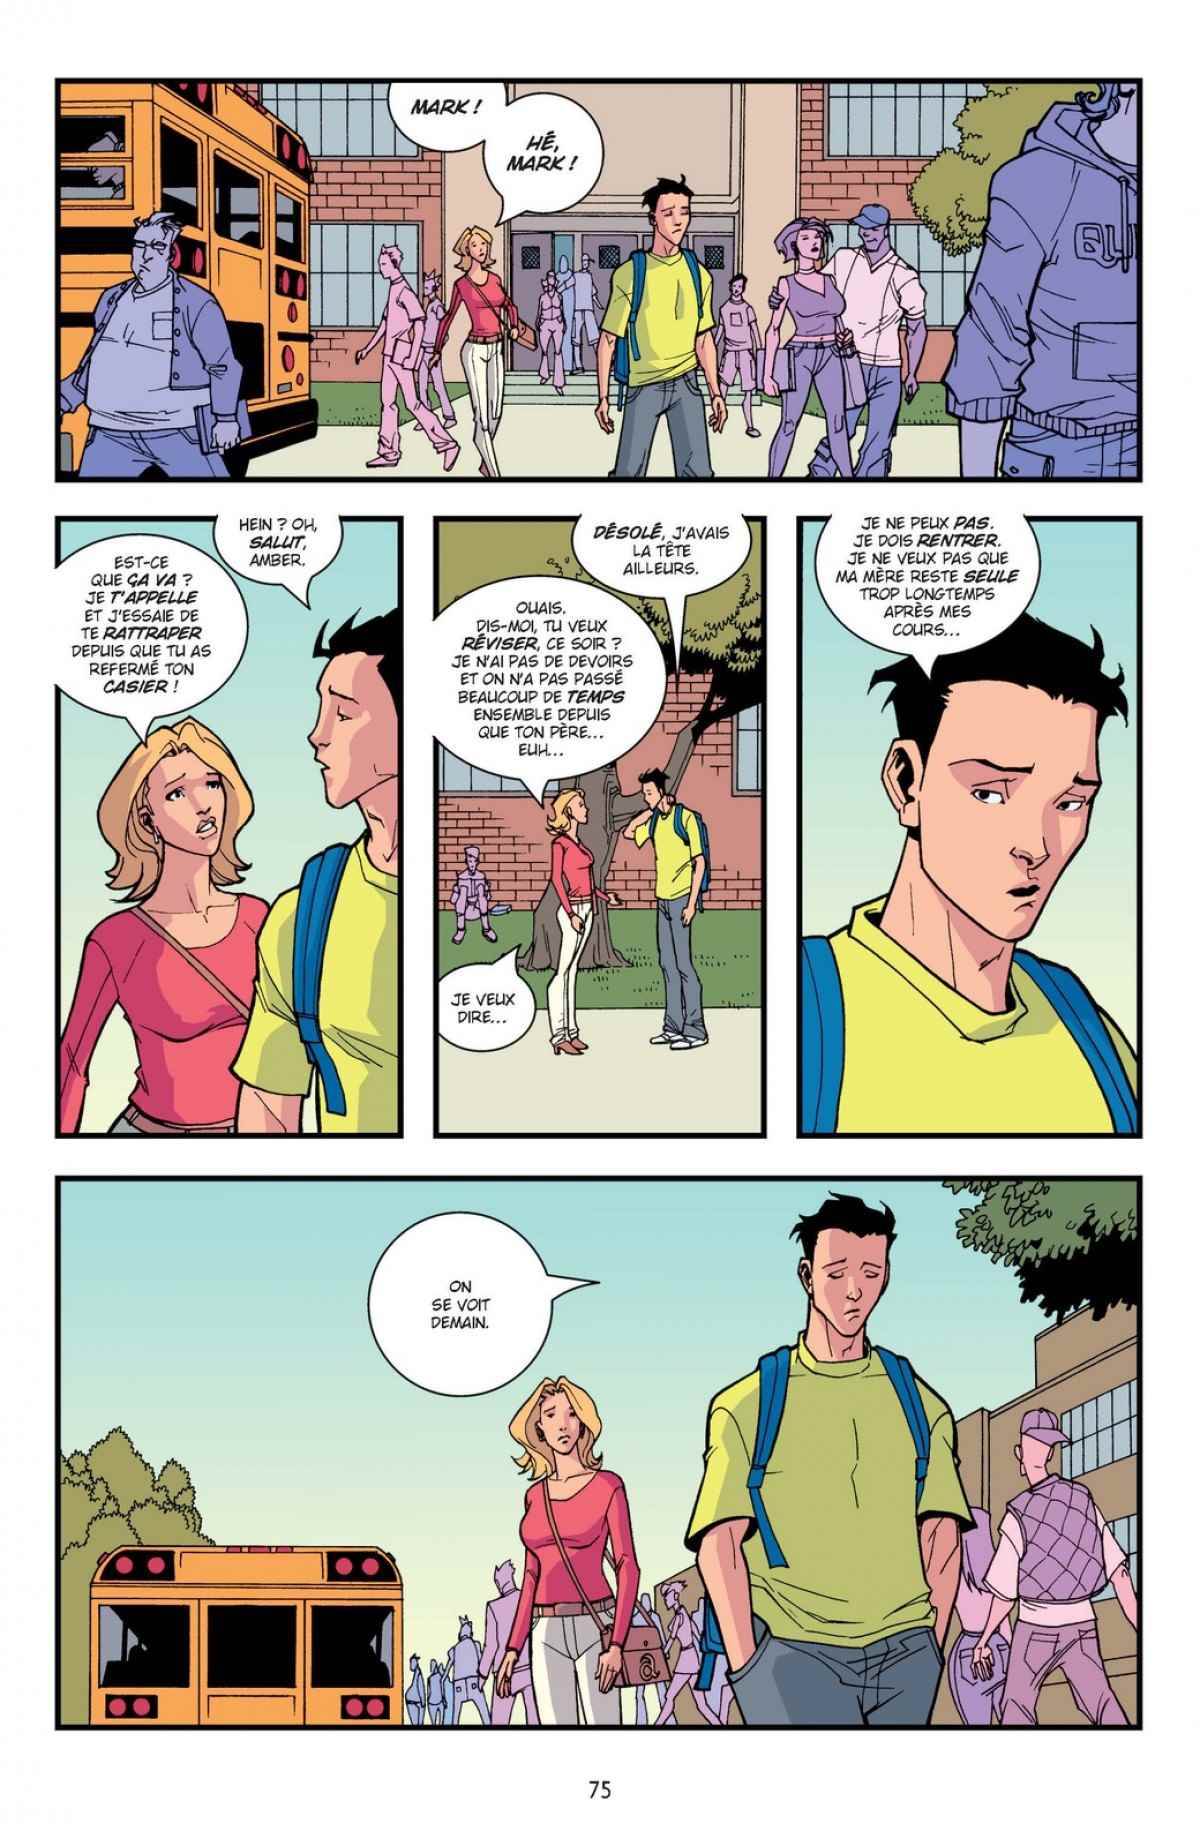 MARK !
HÉ,
MARK !
EST-CE
QUE ÇA VA ?
JE T'APPELLE
ET J'ESSAIE DE
TE RATTRAPER
DEPUIS QUE TU AS
REFERMÉ TON
CASIER !
HEIN ? OH,
SALUT,
AMBER.
DÉSOLÉ, J'AVAIS
LA TÊTE
AILLEURS.
OUAIS.
DIS-MOI, TU VEUX
RÉVISER, CE SOIR ?
JE N'AI PAS DE DEVOIRS
ET ON N'A PAS PASSÉ
BEAUCOUP DE TEMPS
ENSEMBLE DEPUIS
QUE TON PÈRE...
EUH...
JE VEUX
DIRE...
JE NE PEUX PAS.
JE DOIS RENTRER.
JE NE VEUX PAS QUE
MA MÈRE RESTE SEULE
TROP LONGTEMPS
APRÈS MES
COURS...
ON
SE VOIT
DEMAIN.
75